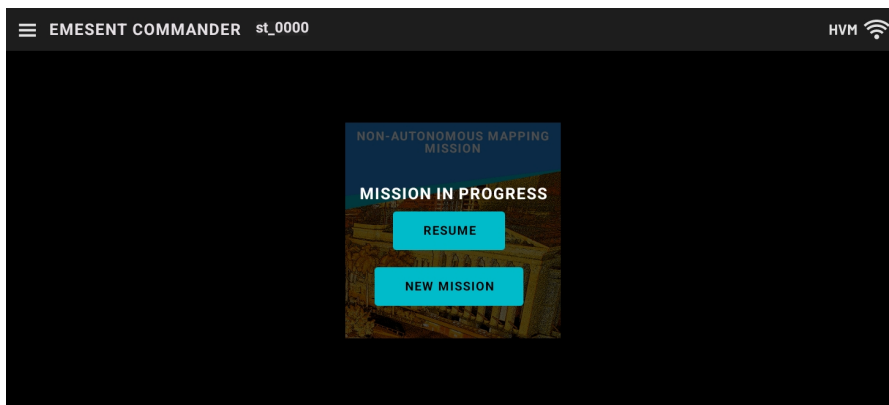 EMESENT COMMANDER st_0000 HVM
NON-AUTONOMOUS MAPPING
MISSION
MISSION IN PROGRESS
RESUME
NEW MISSION